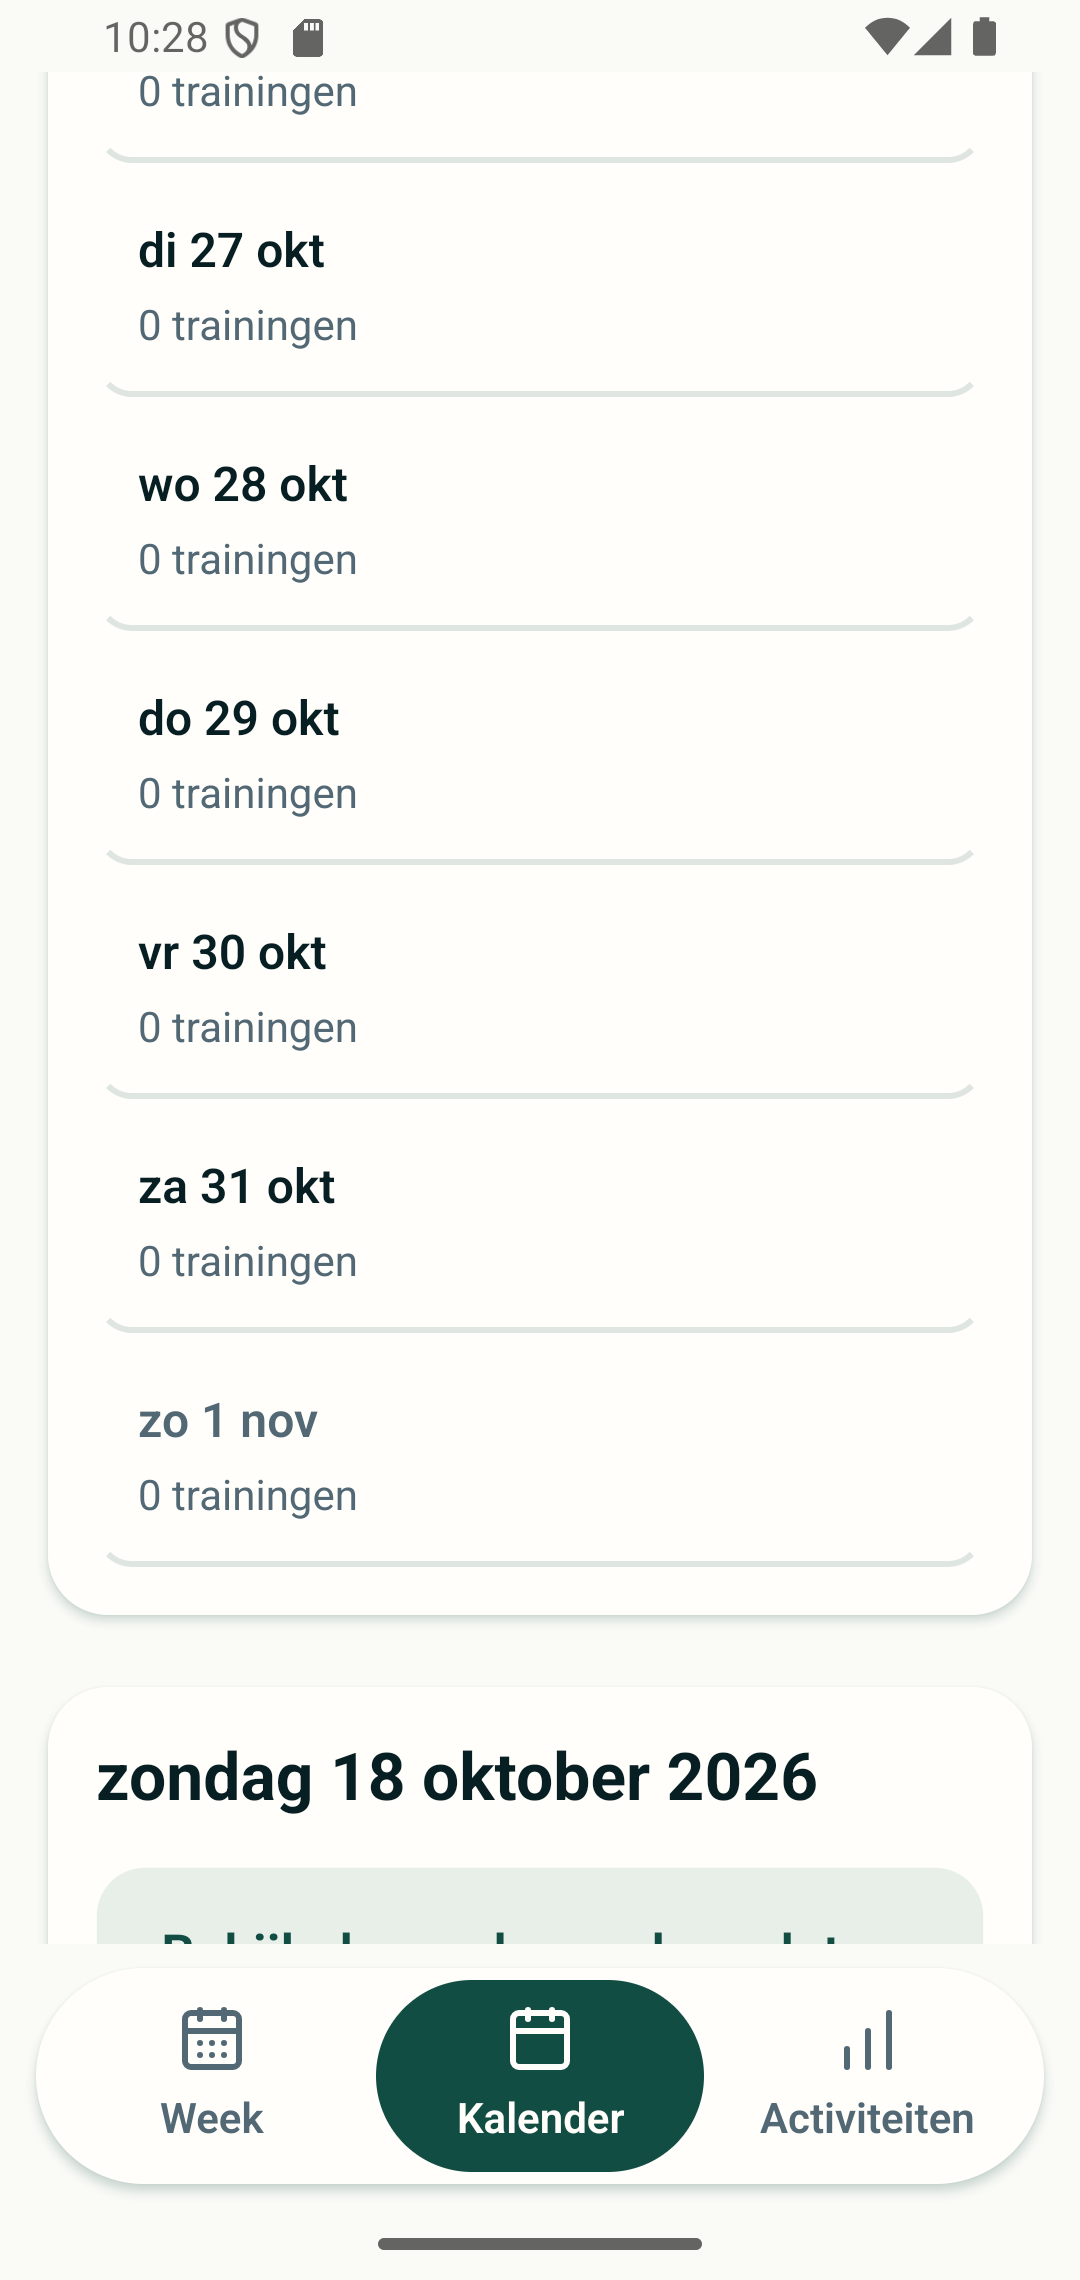 10:28
0 trainingen
di 27 okt
0 trainingen
wo 28 okt
0 trainingen
do 29 okt
0 trainingen
vr 30 okt
0 trainingen
za 31 okt
0 trainingen
zo 1 nov
0 trainingen
zondag 18 oktober 2026
Week
Kalender
Activiteiten